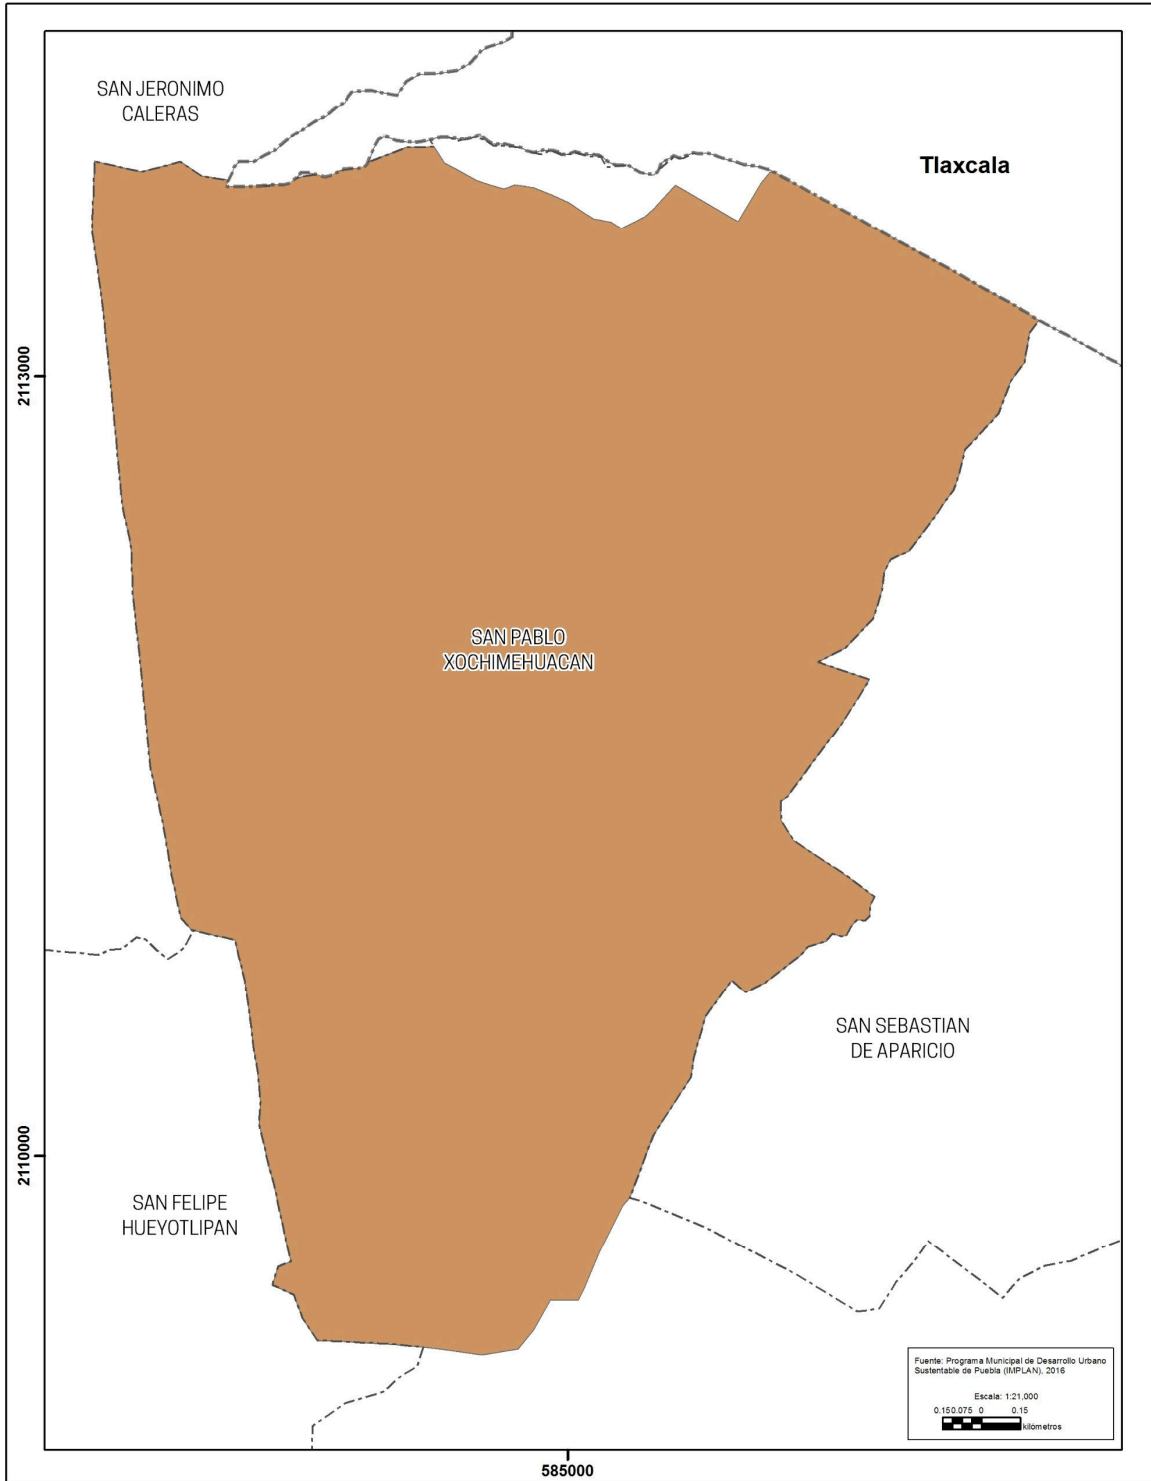 SAN JERONIMO
CALERAS
Tlaxcala
2113000
SAN PABLO
XOCHIMEHUACAN
SAN SEBASTIAN
DE APARICIO
2110000
SAN FELIPE
HUEYOTLIPAN
Fuente: Programa Municipal de Desarrollo Urbano
Sustentable de Puebla (IMPLAN), 2016
Escala: 1:21,000
0.15 0.075 0 0.15
kilómetros
585000